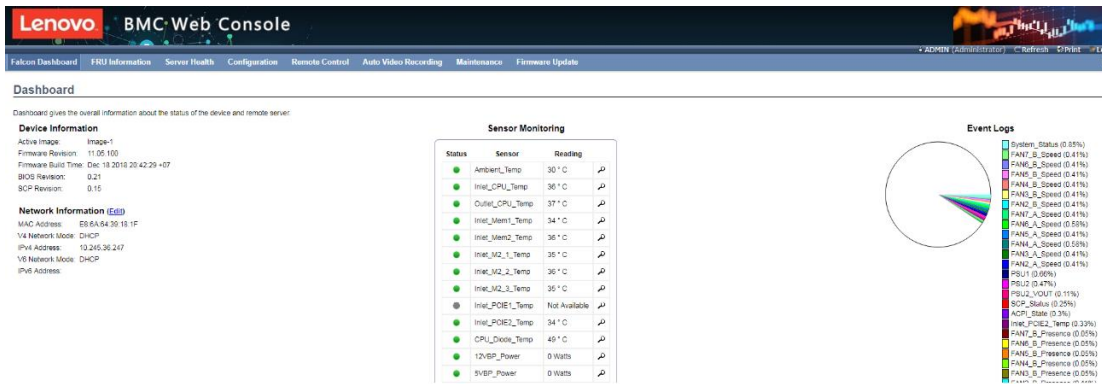 Lenovo. BMC Web Console
ADMIN (Administrator) Refresh Print
Falcon Dashboard FRU Information Server Health Configuration Remote Control Auto Video Recording Maintenance Firmware Update
Dashboard
Dashboard gives the overall information about the status of the device and remote server.
Device Information
Active Image: Image-1
Firmware Revision: 11.05.100
Firmware Build Time: Dec 18 2018 20:42:29 +07
BIOS Revision: 0.21
SCP Revision: 0.15
Network Information (Edit)
MAC Address: E8:6A:64:39:18:1F
V4 Network Mode: DHCP
IPv4 Address: 10.245.36.247
V6 Network Mode: DHCP
IPv6 Address:
Sensor Monitoring
Status Sensor Reading
Ambient_Temp 30 ° C
Inlet_CPU_Temp 36 ° C
Outlet_CPU_Temp 37 ° C
Inlet_Mem1_Temp 34 ° C
Inlet_Mem2_Temp 36 ° C
Inlet_M2_1_Temp 35 ° C
Inlet_M2_2_Temp 36 ° C
Inlet_M2_3_Temp 35 ° C
Inlet_PCIE1_Temp Not Available
Inlet_PCIE2_Temp 34 ° C
CPU_Diode_Temp 49 ° C
12VBP_Power 0 Watts
5VBP_Power 0 Watts
Event Logs
System_Status (0.85%)
FAN7_B_Speed (0.41%)
FAN6_B_Speed (0.41%)
FAN5_B_Speed (0.41%)
FAN4_B_Speed (0.41%)
FAN3_B_Speed (0.41%)
FAN2_B_Speed (0.41%)
FAN7_A_Speed (0.41%)
FAN6_A_Speed (0.58%)
FAN5_A_Speed (0.41%)
FAN4_A_Speed (0.58%)
FAN3_A_Speed (0.41%)
FAN2_A_Speed (0.41%)
PSU1 (0.66%)
PSU2 (0.47%)
PSU2_VOUT (0.11%)
SCP_Status (0.25%)
ACPI_State (0.3%)
Inlet_PCIE2_Temp (0.33%)
FAN7_B_Presence (0.05%)
FAN6_B_Presence (0.05%)
FAN5_B_Presence (0.05%)
FAN4_B_Presence (0.05%)
FAN3_B_Presence (0.05%)